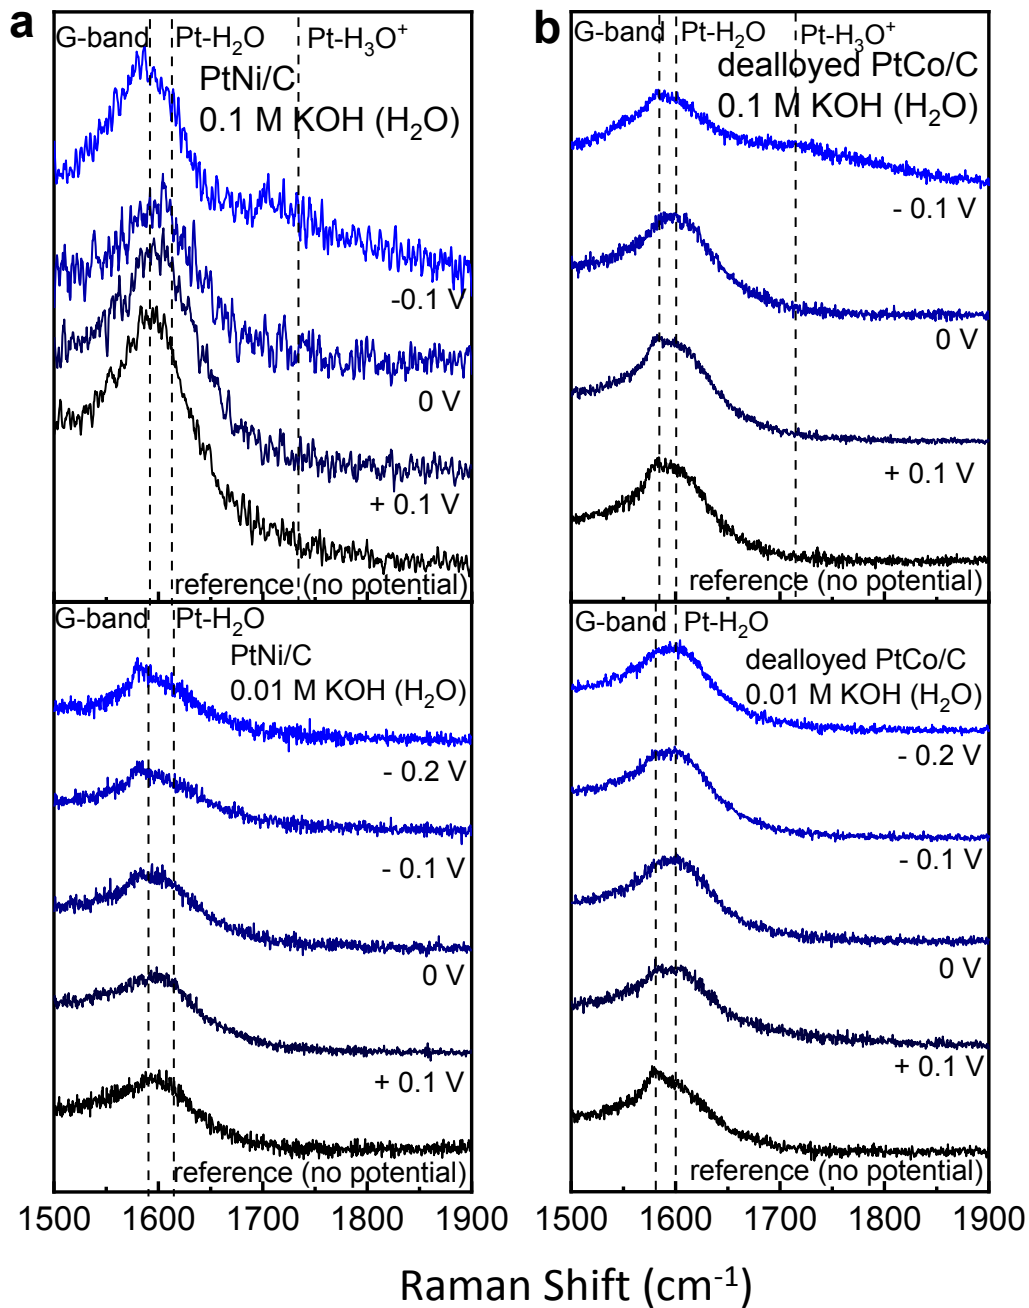 a
G-band Pt-H₂O Pt-H₃O⁺
PtNi/C
0.1 M KOH (H₂O)
-0.1 V
0 V
+ 0.1 V
reference (no potential)
G-band Pt-H₂O
PtNi/C
0.01 M KOH (H₂O)
- 0.2 V
- 0.1 V
0 V
+ 0.1 V
reference (no potential)
1500 1600 1700 1800 1900
b
G-band Pt-H₂O Pt-H₃O⁺
dealloyed PtCo/C
0.1 M KOH (H₂O)
- 0.1 V
0 V
+ 0.1 V
reference (no potential)
G-band Pt-H₂O
dealloyed PtCo/C
0.01 M KOH (H₂O)
- 0.2 V
- 0.1 V
0 V
+ 0.1 V
reference (no potential)
1500 1600 1700 1800 1900
Raman Shift (cm⁻¹)